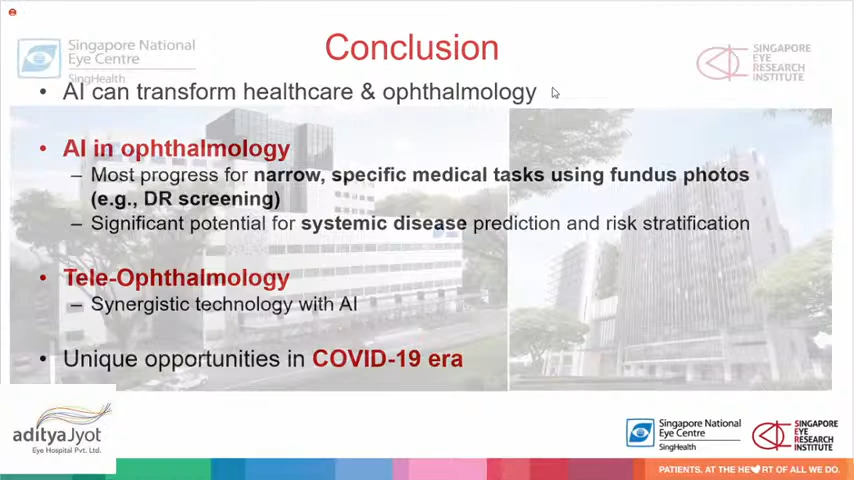 Singapore National
Eye Centre
SingHealth
Conclusion
SINGAPORE
EYE
RESEARCH
INSTITUTE
• AI can transform healthcare & ophthalmology
• AI in ophthalmology
– Most progress for narrow, specific medical tasks using fundus photos
(e.g., DR screening)
– Significant potential for systemic disease prediction and risk stratification
• Tele-Ophthalmology
– Synergistic technology with AI
• Unique opportunities in COVID-19 era
adityaJyot
Eye Hospital Pvt. Ltd.
Singapore National
Eye Centre
SingHealth
SINGAPORE
EYE
RESEARCH
INSTITUTE
PATIENTS. AT THE HE RT OF ALL WE DO.